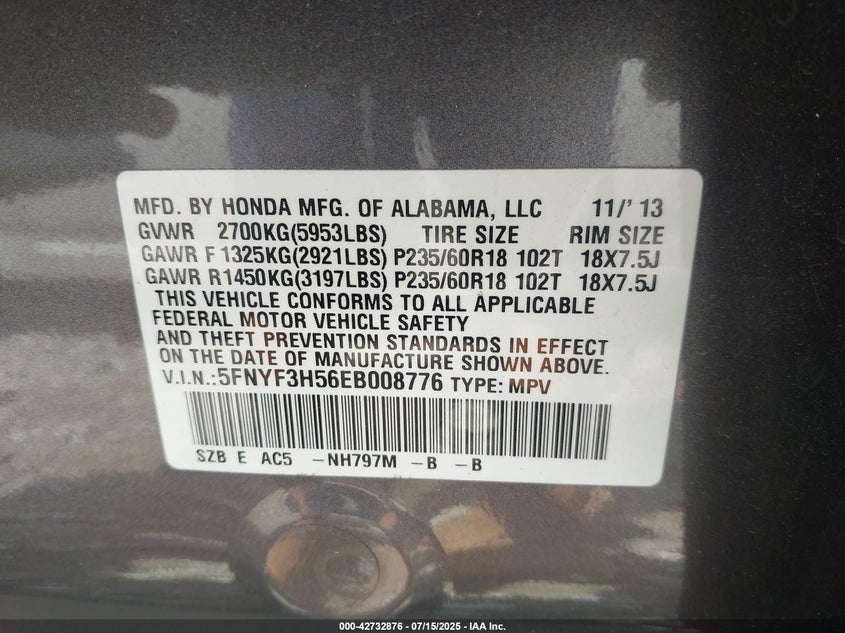 MFD. BY HONDA MFG. OF ALABAMA, LLC 11/' 13
GVWR 2700KG(5953LBS) TIRE SIZE RIM SIZE
GAWR F 1325KG(2921LBS) P235/60R18 102T 18X7.5J
GAWR R1450KG(3197LBS) P235/60R18 102T 18X7.5J
THIS VEHICLE CONFORMS TO ALL APPLICABLE
FEDERAL MOTOR VEHICLE SAFETY
AND THEFT PREVENTION STANDARDS IN EFFECT
ON THE DATE OF MANUFACTURE SHOWN ABOVE.
V.I.N.:5FNYF3H56EB008776 TYPE: MPV
SZB E AC5 -NH797M -B -B
000-42732876 - 07/15/2025 - IAA Inc.